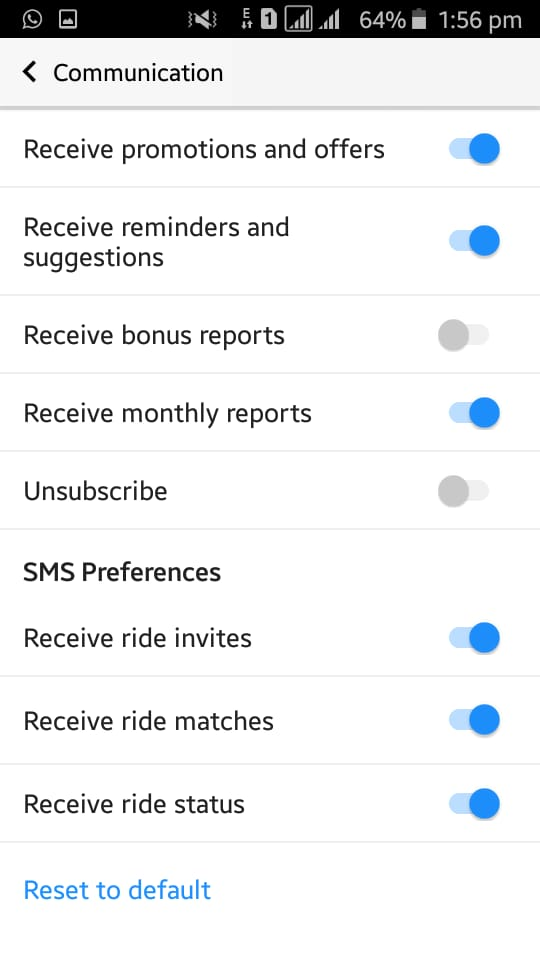 E 1 64% 1:56 pm
Communication
Receive promotions and offers
Receive reminders and
suggestions
Receive bonus reports
Receive monthly reports
Unsubscribe
SMS Preferences
Receive ride invites
Receive ride matches
Receive ride status
Reset to default